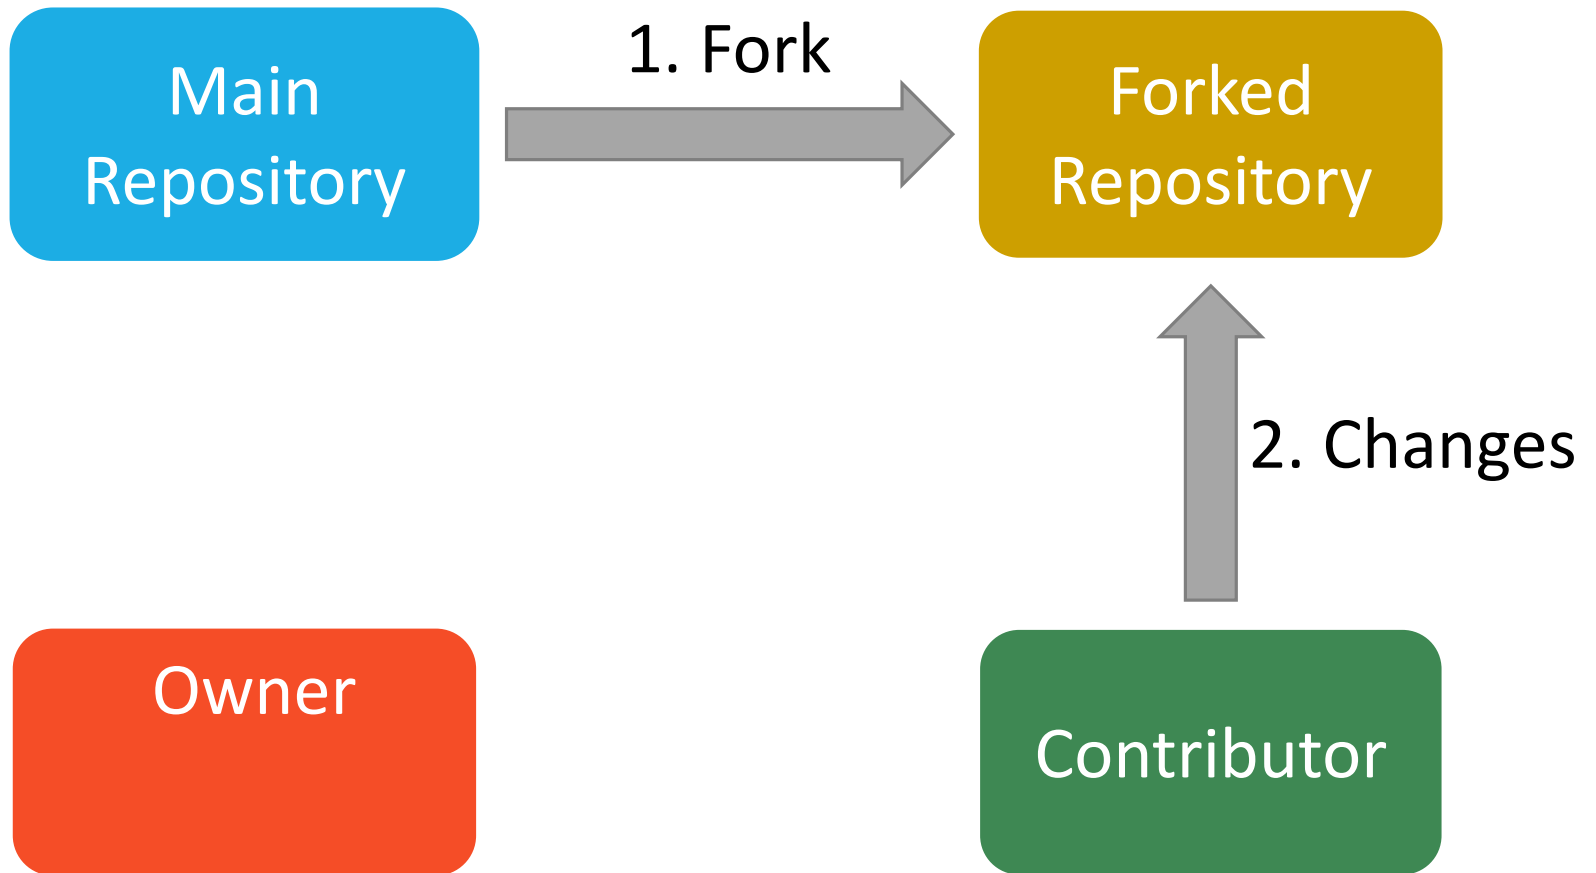 Main
Repository
1. Fork
Forked
Repository
2. Changes
Owner
Contributor